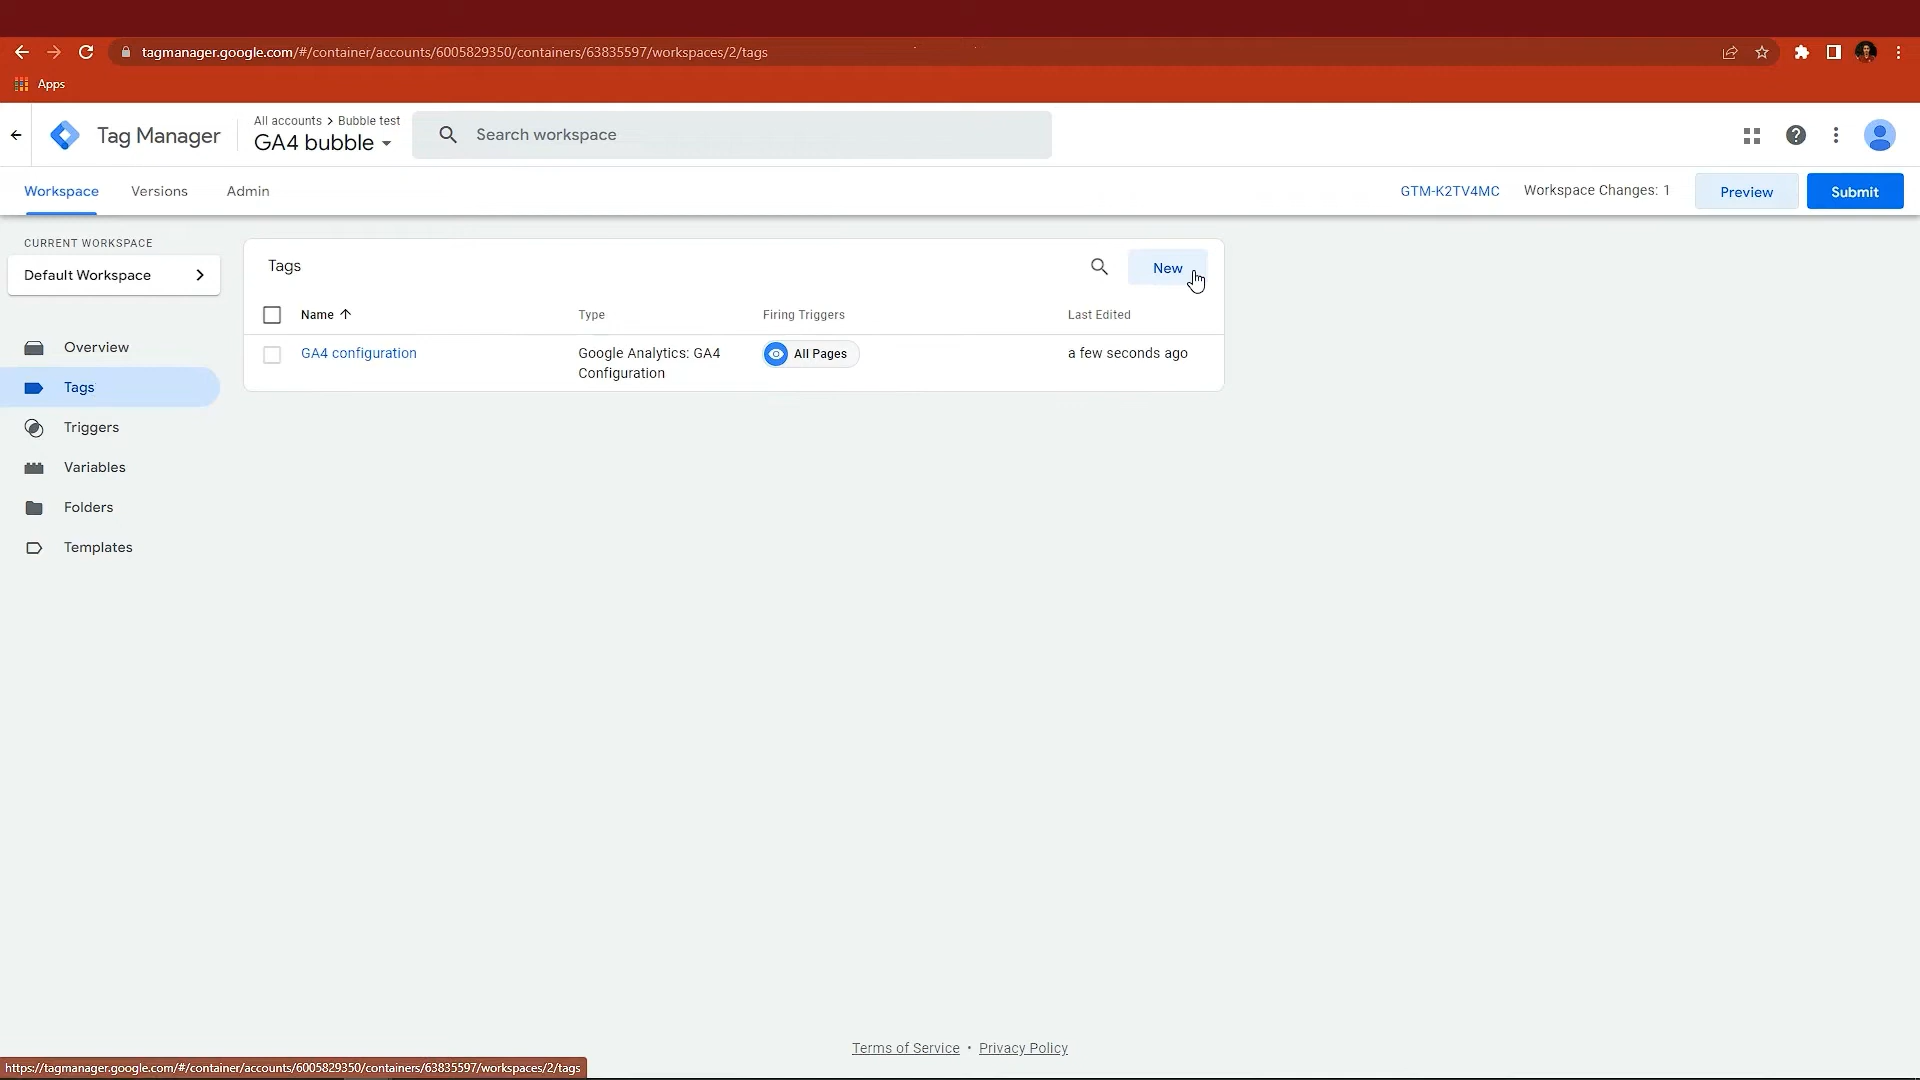 tagmanager.google.com/#/container/accounts/6005829350/containers/63835597/workspaces/2/tags
Apps
Tag Manager
All accounts > Bubble test
GA4 bubble
Search workspace
Workspace
Versions
Admin
GTM-K2TV4MC
Workspace Changes: 1
Preview
Submit
CURRENT WORKSPACE
Default Workspace
Overview
Tags
Triggers
Variables
Folders
Templates
Tags
New
Name
Type
Firing Triggers
Last Edited
GA4 configuration
Google Analytics: GA4
Configuration
All Pages
a few seconds ago
Terms of Service • Privacy Policy
https://tagmanager.google.com/#/container/accounts/6005829350/containers/63835597/workspaces/2/tags